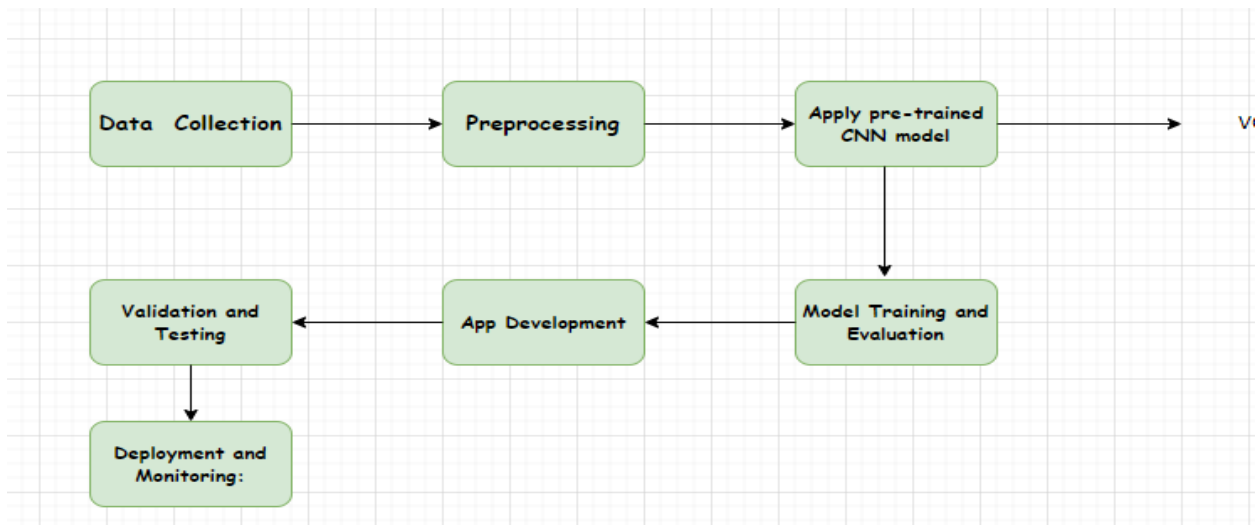 Data Collection
Preprocessing
Apply pre-trained
CNN model
Validation and
Testing
App Development
Model Training and
Evaluation
Deployment and
Monitoring: